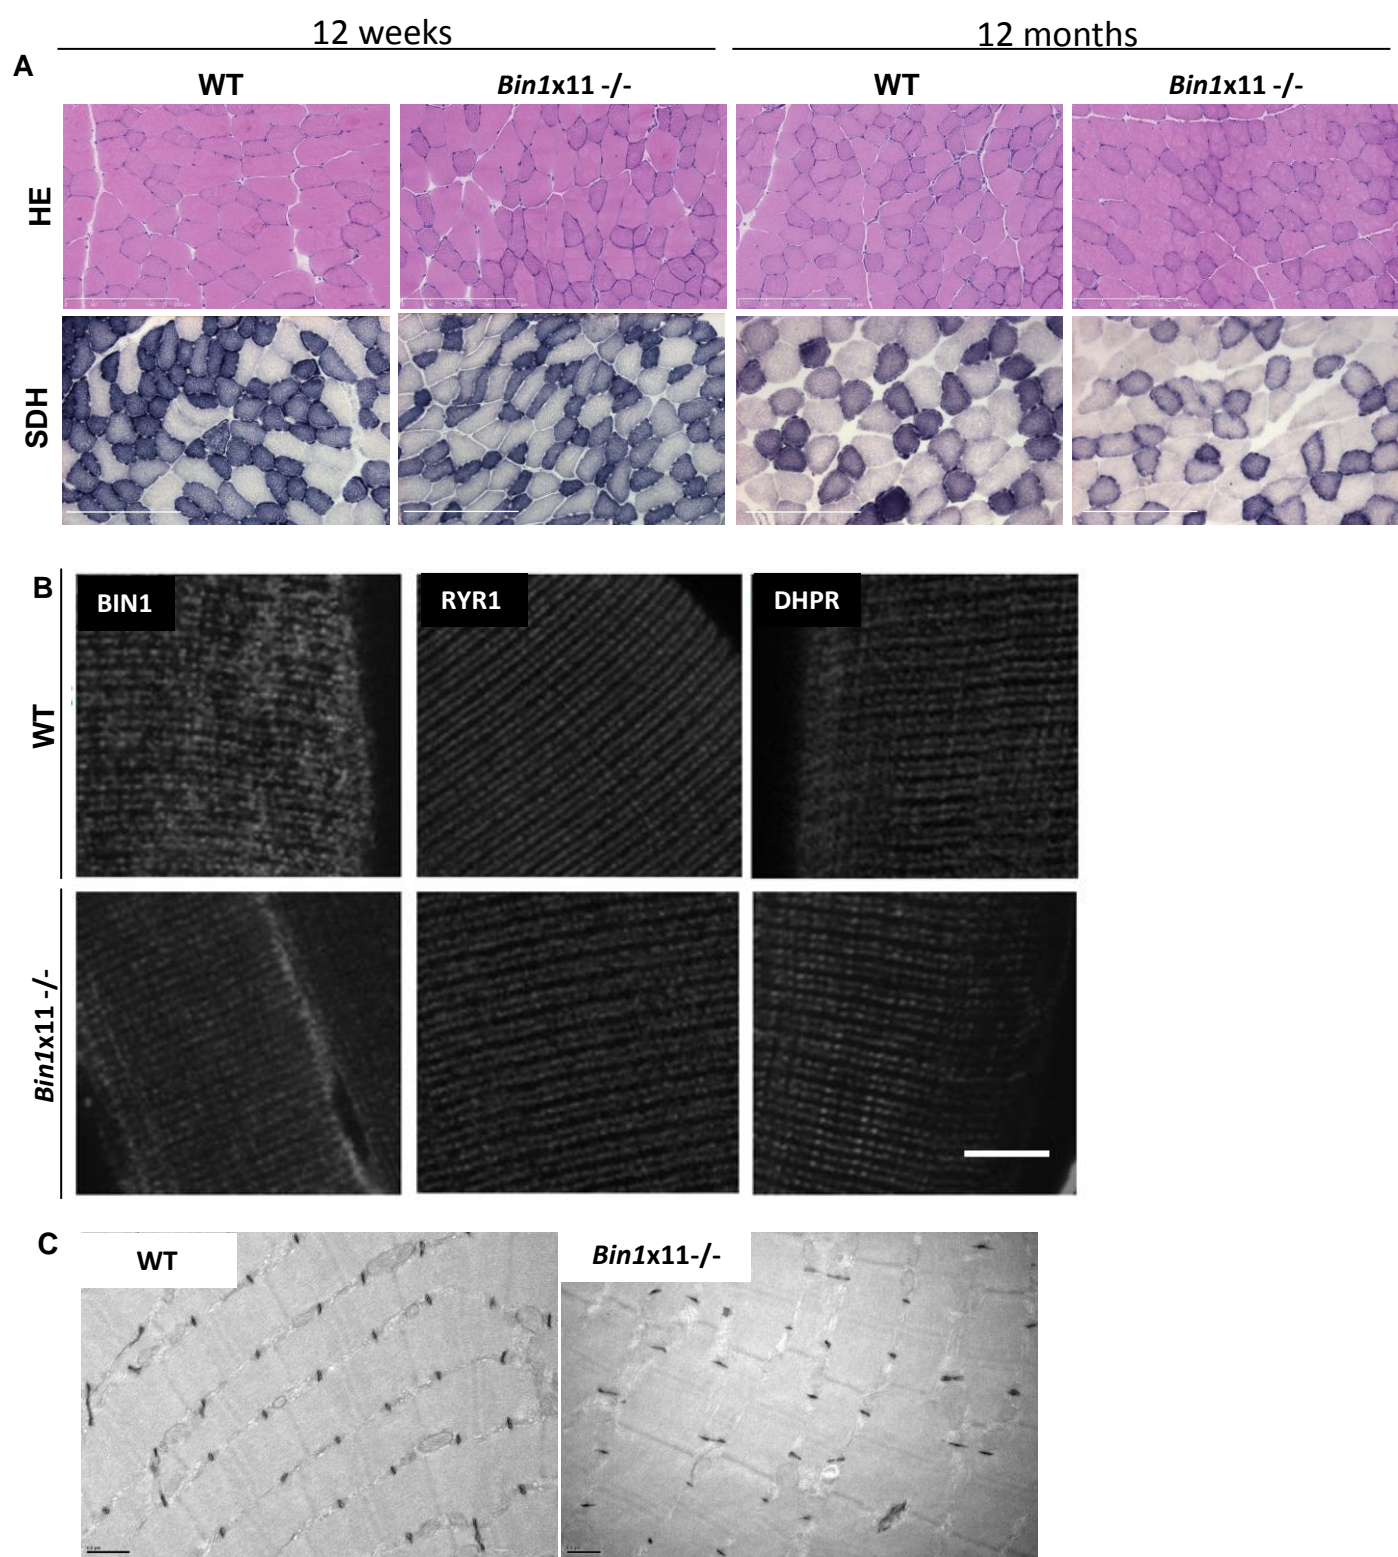 12 weeks 12 months
A
WT Bin1x11 -/- WT Bin1x11 -/-
HE
SDH
B
BIN1 RYR1 DHPR
WT
Bin1x11 -/-
C
WT Bin1x11-/-